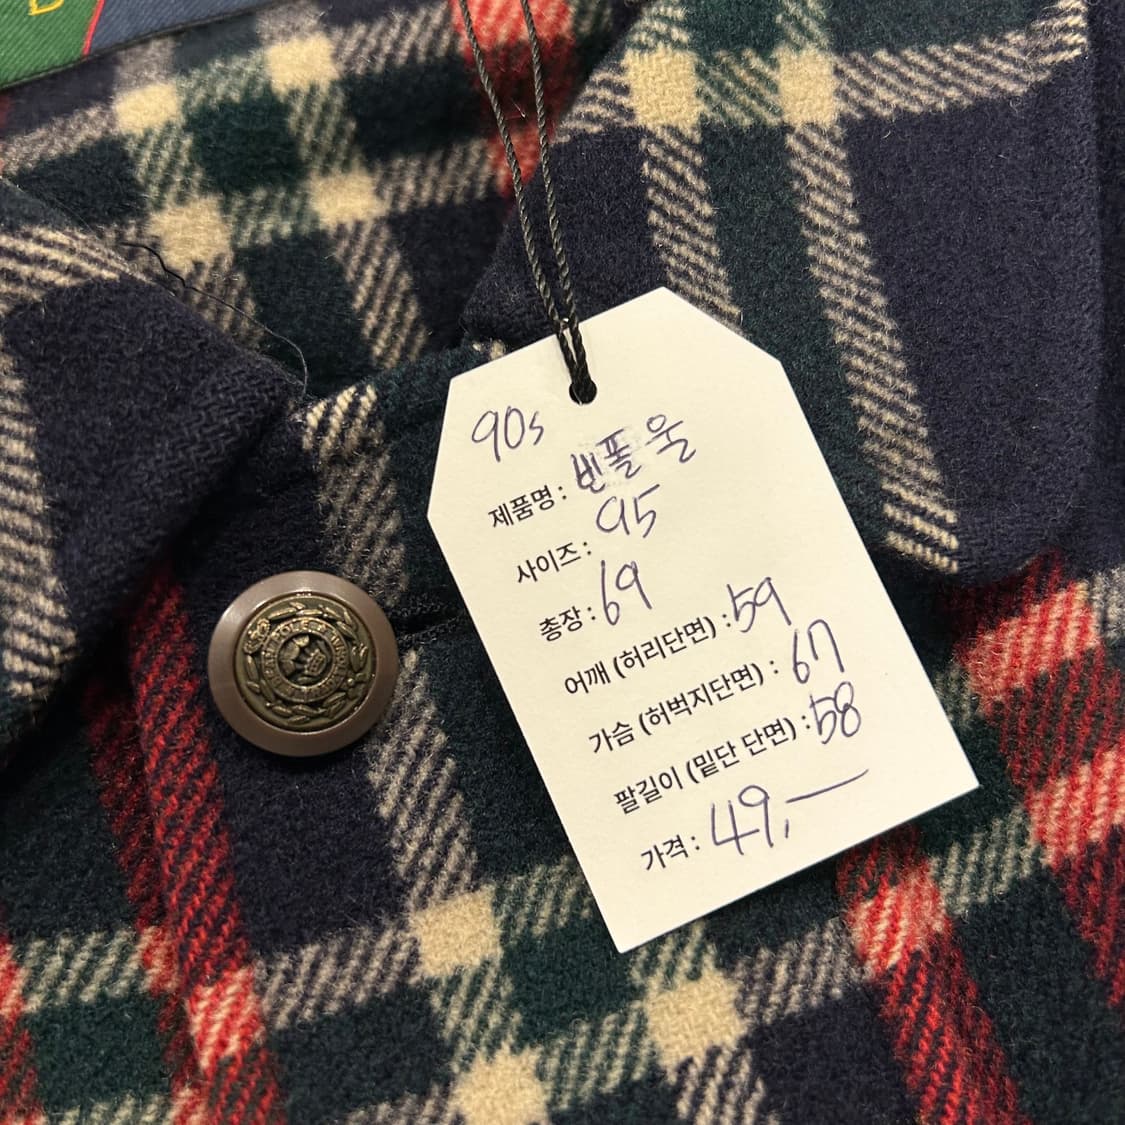 90s
제품명 : 빈폴 울
사이즈 : 95
총장 : 69
어깨 (허리단면) : 59
가슴 (허벅지단면) : 67
팔길이 (밑단 단면) : 58
가격 : 49,—